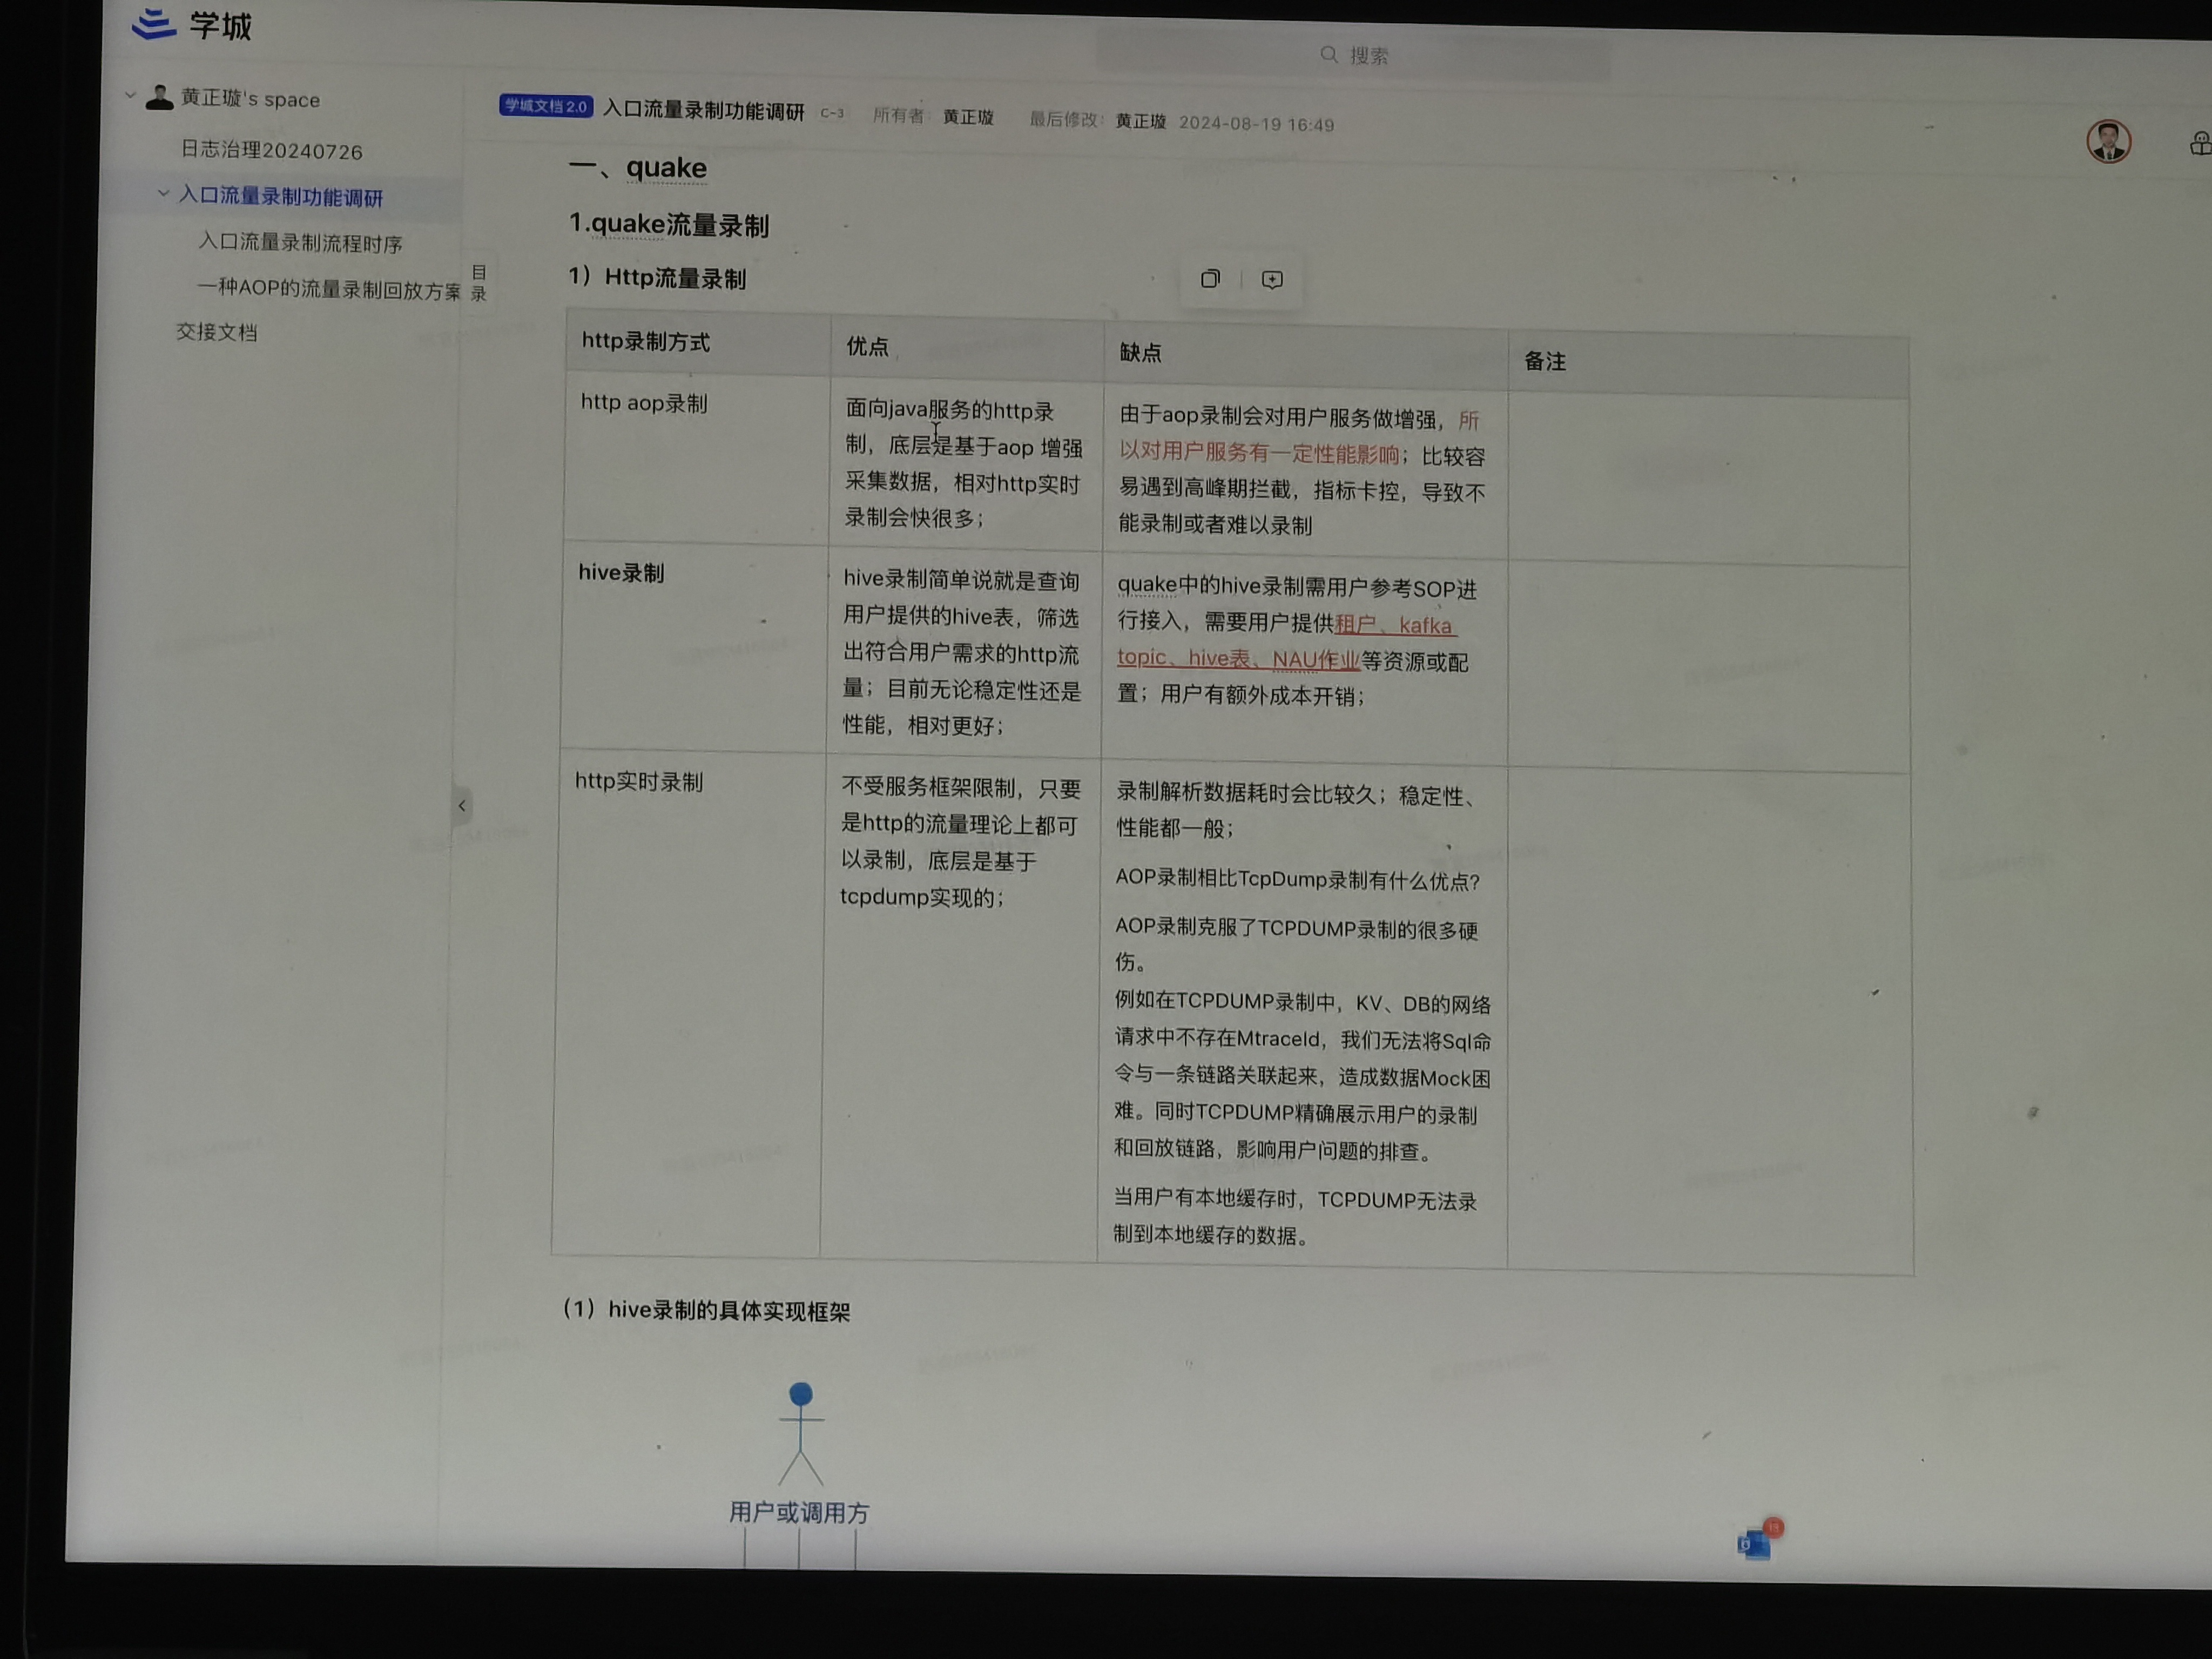 学城
搜索
黄正璇's space
日志治理20240726
入口流量录制功能调研
入口流量录制流程时序
一种AOP的流量录制回放方案
交接文档
目
录
学城文档2.0 入口流量录制功能调研 C-3 所有者: 黄正璇 最后修改: 黄正璇 2024-08-19 16:49
一、quake
1.quake流量录制
1）Http流量录制
http录制方式
优点
缺点
备注
http aop录制
面向java服务的http录
制，底层是基于aop 增强
采集数据，相对http实时
录制会快很多；
由于aop录制会对用户服务做增强，所
以对用户服务有一定性能影响；比较容
易遇到高峰期拦截，指标卡控，导致不
能录制或者难以录制
hive录制
hive录制简单说就是查询
用户提供的hive表，筛选
出符合用户需求的http流
量；目前无论稳定性还是
性能，相对更好；
quake中的hive录制需用户参考SOP进
行接入，需要用户提供租户、kafka
topic、hive表、NAU作业等资源或配
置；用户有额外成本开销；
http实时录制
不受服务框架限制，只要
是http的流量理论上都可
以录制，底层是基于
tcpdump实现的；
录制解析数据耗时会比较久；稳定性、
性能都一般；
AOP录制相比TcpDump录制有什么优点？
AOP录制克服了TCPDUMP录制的很多硬
伤。
例如在TCPDUMP录制中，KV、DB的网络
请求中不存在MtraceId，我们无法将Sql命
令与一条链路关联起来，造成数据Mock困
难。同时TCPDUMP精确展示用户的录制
和回放链路，影响用户问题的排查。
当用户有本地缓存时，TCPDUMP无法录
制到本地缓存的数据。
（1）hive录制的具体实现框架
用户或调用方